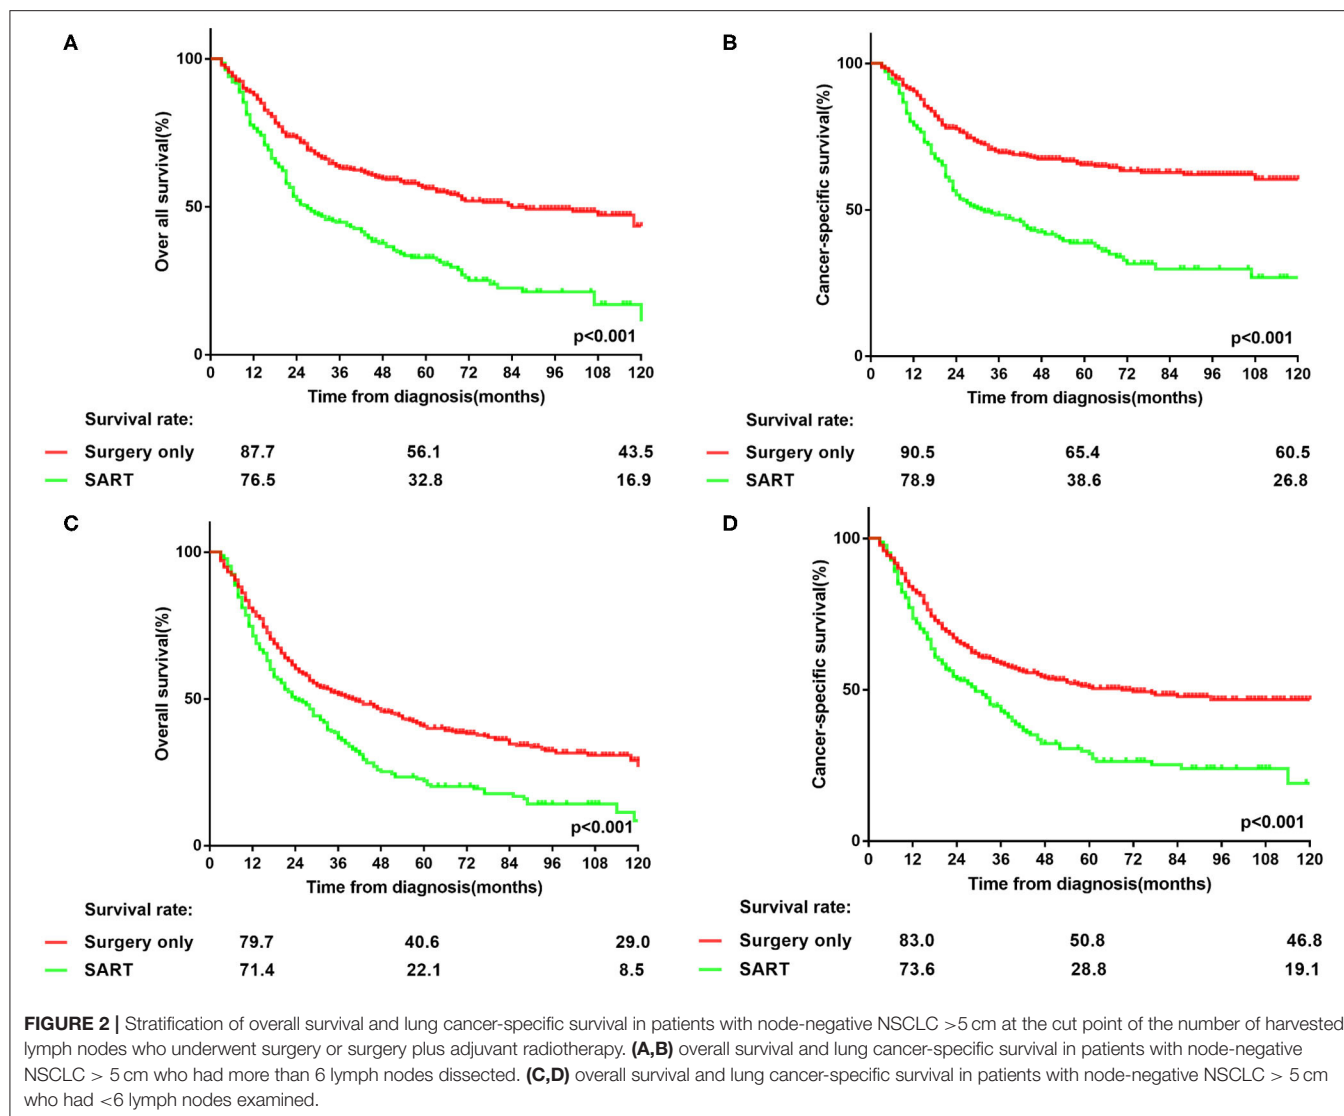 A
100
50
0
Over all survival(%)
p<0.001
0 12 24 36 48 60 72 84 96 108 120
Time from diagnosis(months)
Survival rate:
Surgery only 87.7 56.1 43.5
SART 76.5 32.8 16.9
B
100
50
0
Cancer-specific survival(%)
p<0.001
0 12 24 36 48 60 72 84 96 108 120
Time from diagnosis(months)
Survival rate:
Surgery only 90.5 65.4 60.5
SART 78.9 38.6 26.8
C
100
50
0
Overall survival(%)
p<0.001
0 12 24 36 48 60 72 84 96 108 120
Time from diagnosis(months)
Survival rate:
Surgery only 79.7 40.6 29.0
SART 71.4 22.1 8.5
D
100
50
0
Cancer-specific survival(%)
p<0.001
0 12 24 36 48 60 72 84 96 108 120
Time from diagnosis(months)
Survival rate:
Surgery only 83.0 50.8 46.8
SART 73.6 28.8 19.1
FIGURE 2 | Stratification of overall survival and lung cancer-specific survival in patients with node-negative NSCLC >5 cm at the cut point of the number of harvested
lymph nodes who underwent surgery or surgery plus adjuvant radiotherapy. (A,B) overall survival and lung cancer-specific survival in patients with node-negative
NSCLC > 5 cm who had more than 6 lymph nodes dissected. (C,D) overall survival and lung cancer-specific survival in patients with node-negative NSCLC > 5 cm
who had <6 lymph nodes examined.